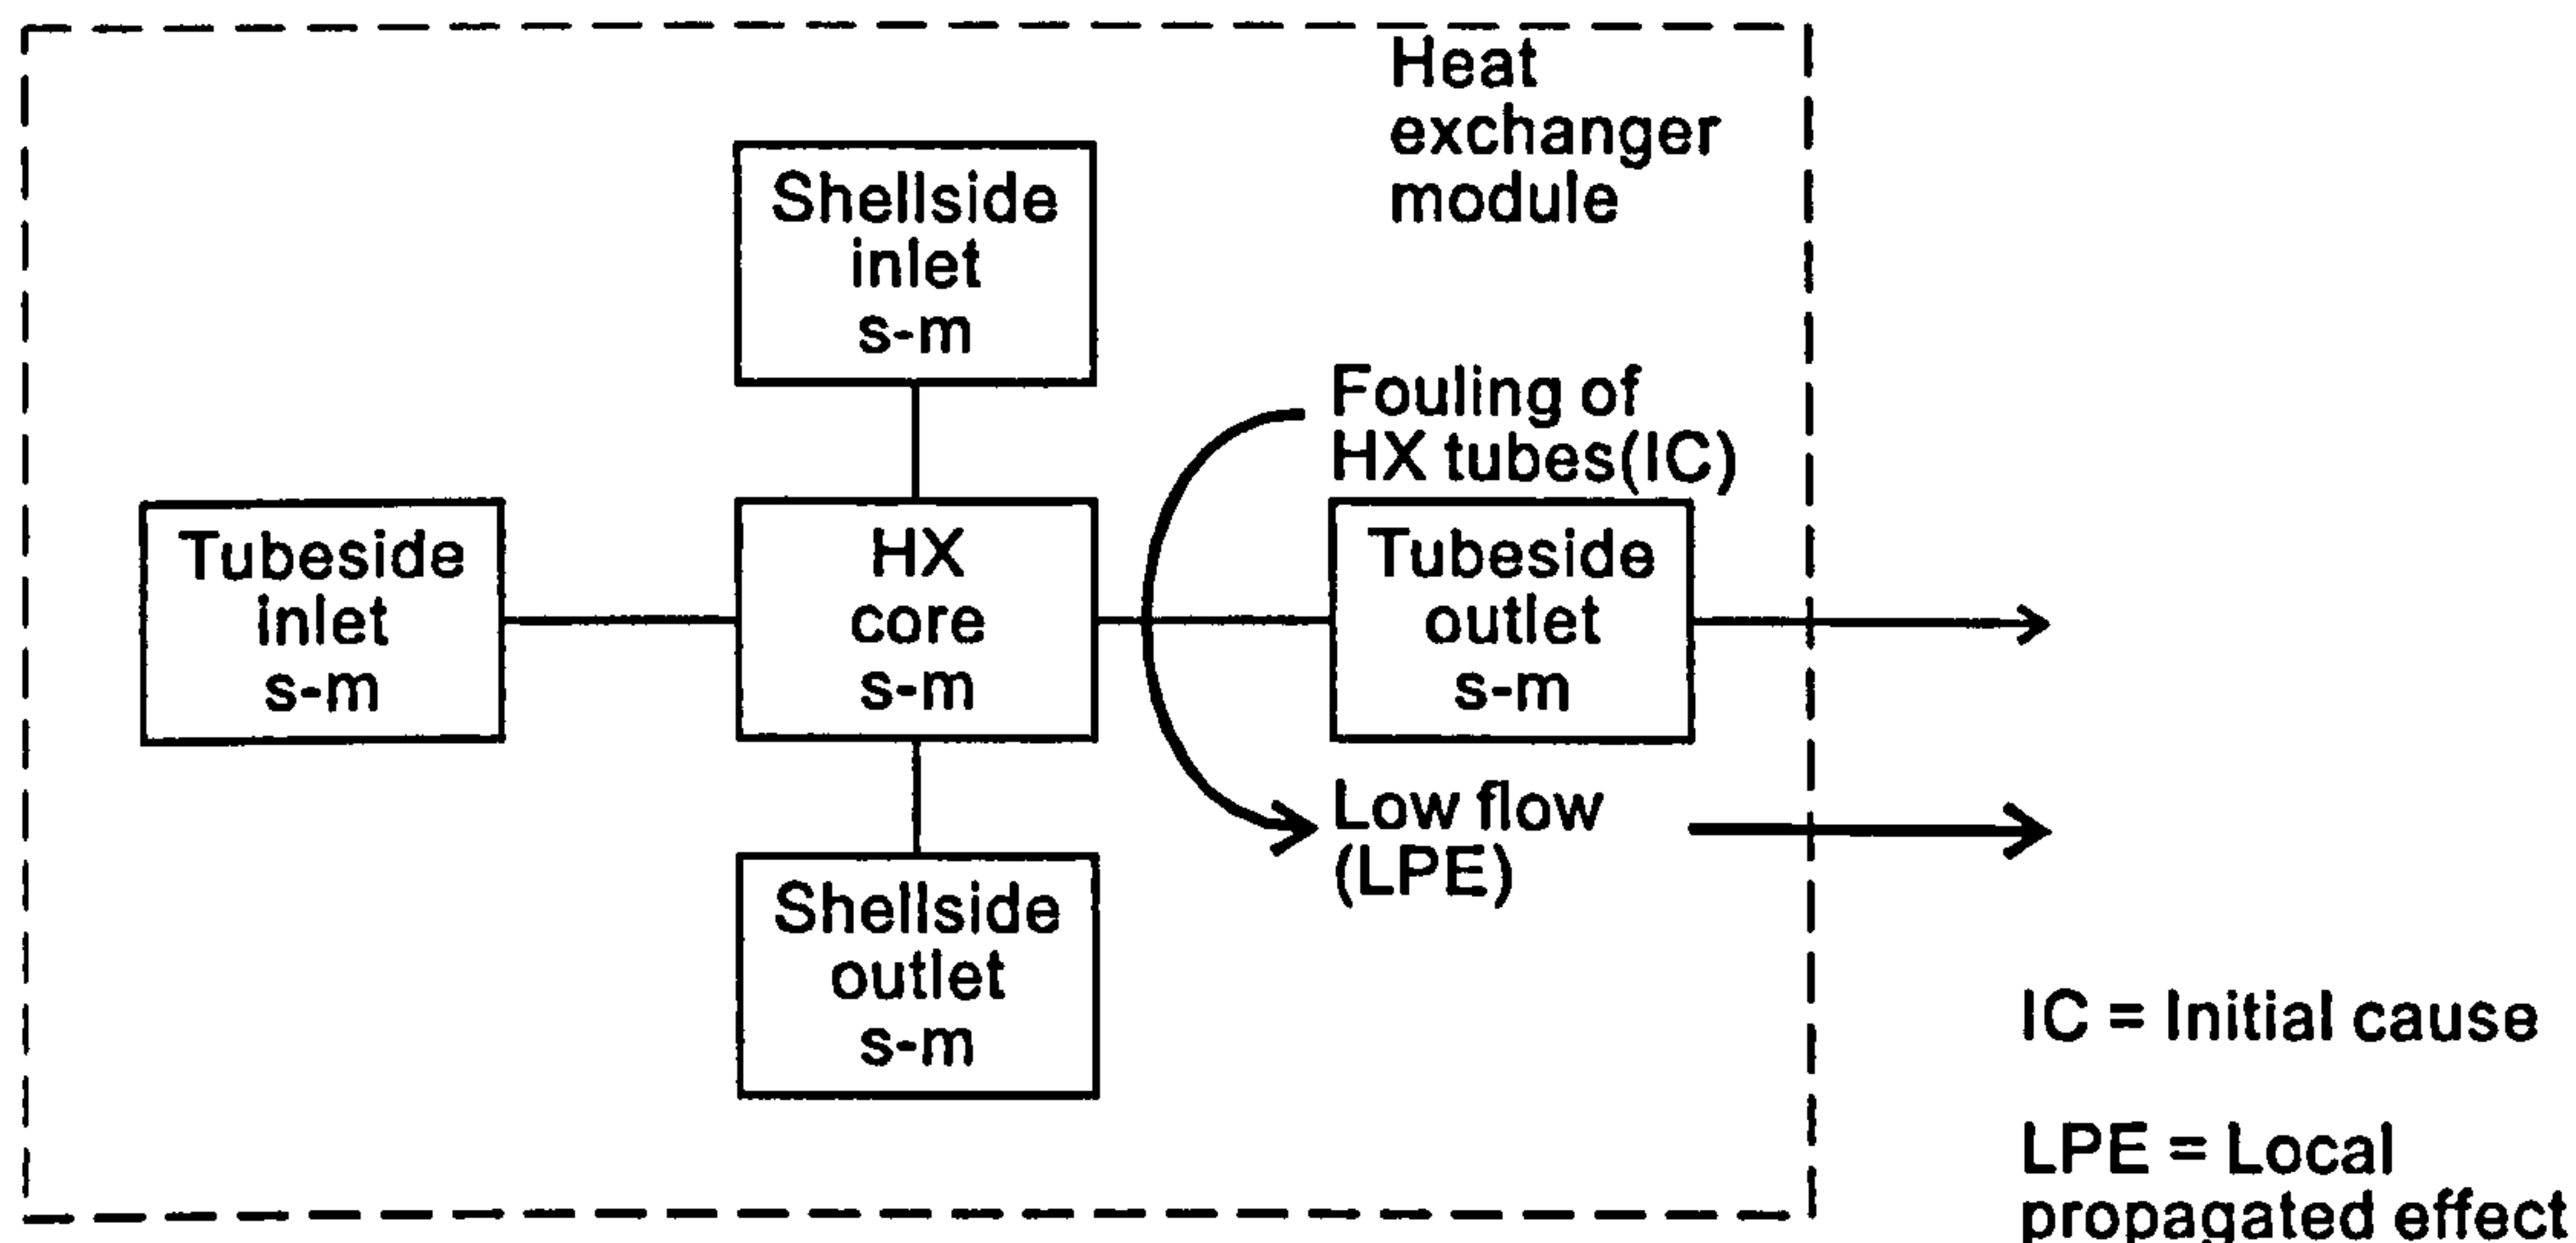 Heat
exchanger
module
Shellside
inlet
s-m
Fouling of
HX tubes(IC)
Tubeside
inlet
s-m
HX
core
s-m
Tubeside
outlet
s-m
Low flow
(LPE)
Shellside
outlet
s-m
IC = Initial cause
LPE = Local
propagated effect